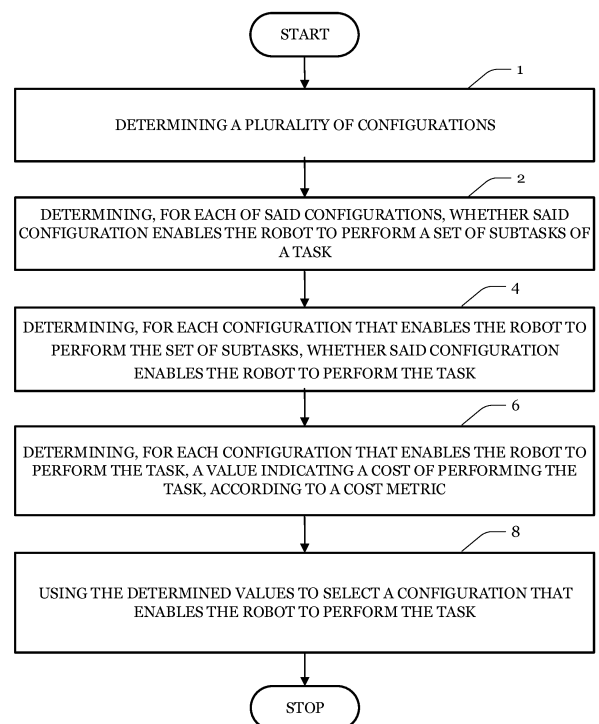 START
1
DETERMINING A PLURALITY OF CONFIGURATIONS
2
DETERMINING, FOR EACH OF SAID CONFIGURATIONS, WHETHER SAID
CONFIGURATION ENABLES THE ROBOT TO PERFORM A SET OF SUBTASKS OF
A TASK
4
DETERMINING, FOR EACH CONFIGURATION THAT ENABLES THE ROBOT TO
PERFORM THE SET OF SUBTASKS, WHETHER SAID CONFIGURATION
ENABLES THE ROBOT TO PERFORM THE TASK
6
DETERMINING, FOR EACH CONFIGURATION THAT ENABLES THE ROBOT TO
PERFORM THE TASK, A VALUE INDICATING A COST OF PERFORMING THE
TASK, ACCORDING TO A COST METRIC
8
USING THE DETERMINED VALUES TO SELECT A CONFIGURATION THAT
ENABLES THE ROBOT TO PERFORM THE TASK
STOP